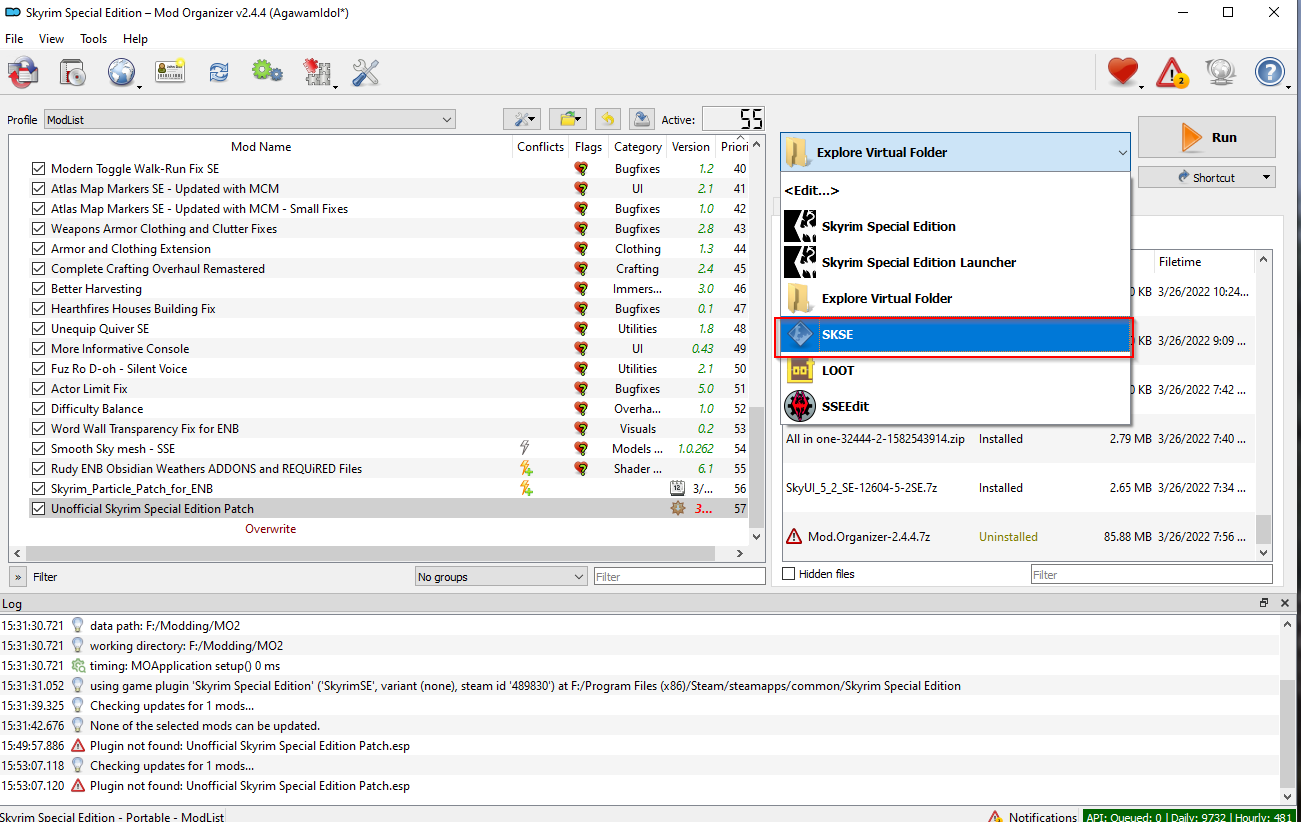 Skyrim Special Edition – Mod Organizer v2.4.4 (AgawamIdol*)
File View Tools Help
2
Profile ModList Active: 55
Mod Name Conflicts Flags Category Version Priori
Modern Toggle Walk-Run Fix SE Bugfixes 1.2 40
Atlas Map Markers SE - Updated with MCM UI 2.1 41
Atlas Map Markers SE - Updated with MCM - Small Fixes Bugfixes 1.0 42
Weapons Armor Clothing and Clutter Fixes Bugfixes 2.8 43
Armor and Clothing Extension Clothing 1.3 44
Complete Crafting Overhaul Remastered Crafting 2.4 45
Better Harvesting Immers... 3.0 46
Hearthfires Houses Building Fix Bugfixes 0.1 47
Unequip Quiver SE Utilities 1.8 48
More Informative Console UI 0.43 49
Fuz Ro D-oh - Silent Voice Utilities 2.1 50
Actor Limit Fix Bugfixes 5.0 51
Difficulty Balance Overha... 1.0 52
Word Wall Transparency Fix for ENB Visuals 0.2 53
Smooth Sky mesh - SSE Models ... 1.0.262 54
Rudy ENB Obsidian Weathers ADDONS and REQUiRED Files Shader ... 6.1 55
Skyrim_Particle_Patch_for_ENB 12 3/... 56
Unofficial Skyrim Special Edition Patch 3... 57
Overwrite
» Filter No groups Filter
Explore Virtual Folder
Run
Shortcut
<Edit...>
Skyrim Special Edition
Skyrim Special Edition Launcher
Explore Virtual Folder
SKSE
LOOT
SSEEdit
Filetime
0 KB 3/26/2022 10:24...
0 KB 3/26/2022 9:09 ...
0 KB 3/26/2022 7:42 ...
All in one-32444-2-1582543914.zip Installed 2.79 MB 3/26/2022 7:40 ...
SkyUI_5_2_SE-12604-5-2SE.7z Installed 2.65 MB 3/26/2022 7:34 ...
Mod.Organizer-2.4.4.7z Uninstalled 85.88 MB 3/26/2022 7:56 ...
Hidden files Filter
Log
15:31:30.721 data path: F:/Modding/MO2
15:31:30.721 working directory: F:/Modding/MO2
15:31:30.721 timing: MOApplication setup() 0 ms
15:31:31.052 using game plugin 'Skyrim Special Edition' ('SkyrimSE', variant (none), steam id '489830') at F:/Program Files (x86)/Steam/steamapps/common/Skyrim Special Edition
15:31:39.325 Checking updates for 1 mods...
15:31:42.676 None of the selected mods can be updated.
15:49:57.886 Plugin not found: Unofficial Skyrim Special Edition Patch.esp
15:53:07.118 Checking updates for 1 mods...
15:53:07.120 Plugin not found: Unofficial Skyrim Special Edition Patch.esp
Skyrim Special Edition - Portable - ModList Notifications API: Queued: 0 | Daily: 9732 | Hourly: 481